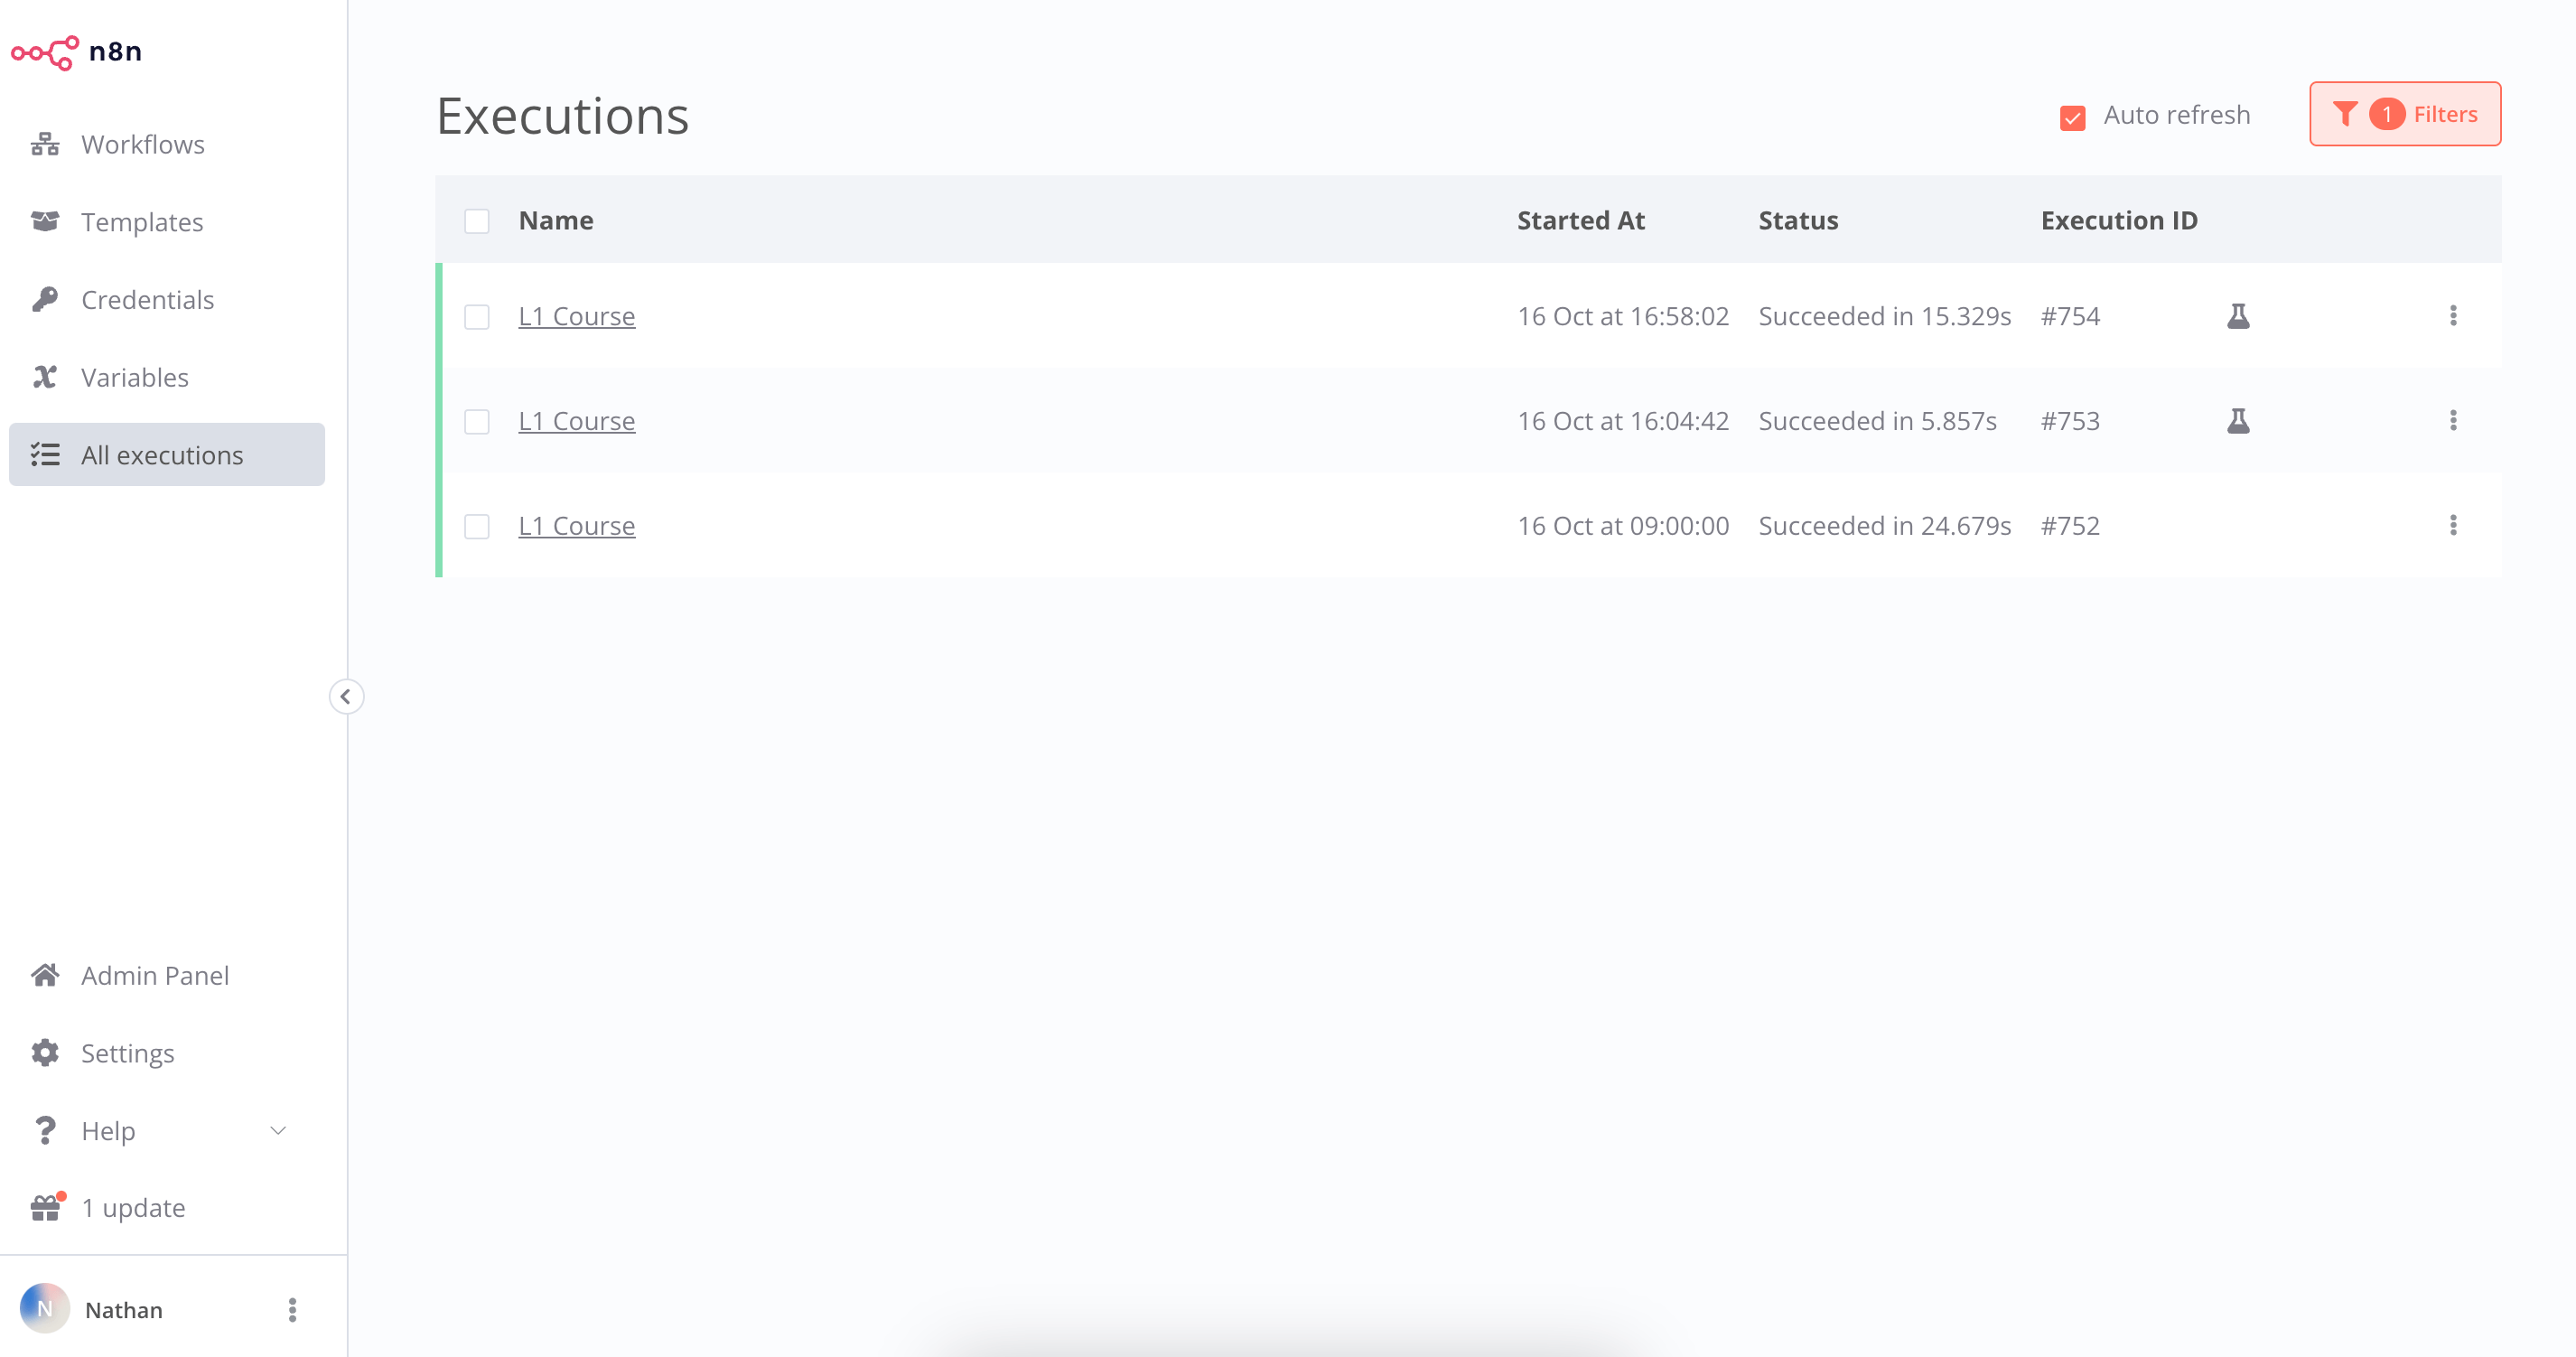 n8n
Workflows
Templates
Credentials
Variables
All executions
Admin Panel
Settings
Help
1 update
N Nathan
Executions
Auto refresh 1 Filters
Name Started At Status Execution ID
L1 Course 16 Oct at 16:58:02 Succeeded in 15.329s #754
L1 Course 16 Oct at 16:04:42 Succeeded in 5.857s #753
L1 Course 16 Oct at 09:00:00 Succeeded in 24.679s #752